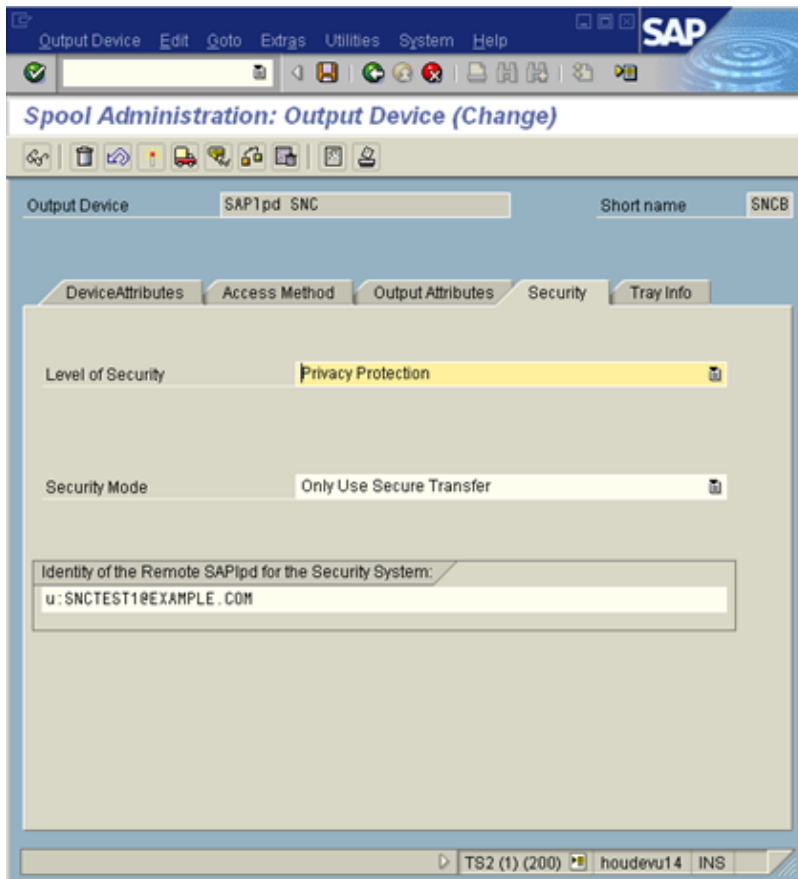 Output Device Edit Goto Extras Utilities System Help
SAP
Spool Administration: Output Device (Change)
Output Device SAPlpd SNC Short name SNCB
DeviceAttributes Access Method Output Attributes Security Tray Info
Level of Security Privacy Protection
Security Mode Only Use Secure Transfer
Identity of the Remote SAPlpd for the Security System:
u:SNCTEST1@EXAMPLE.COM
TS2 (1) (200) houdevu14 INS